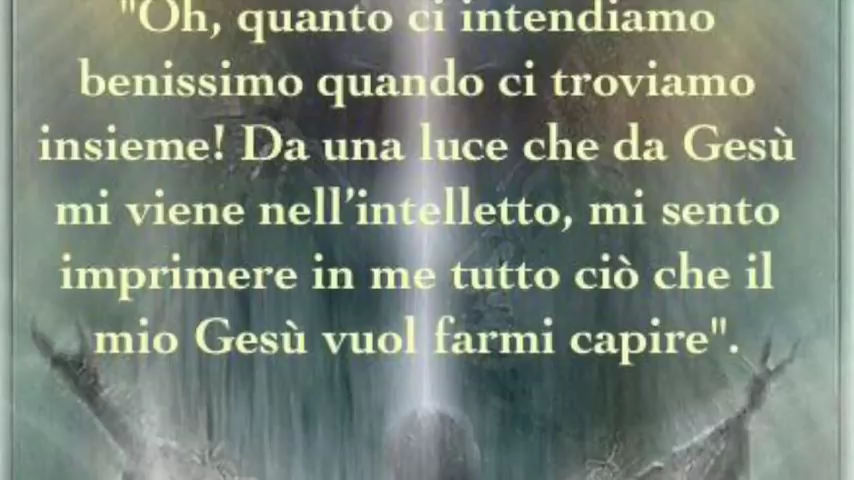 "Oh, quanto ci intendiamo
benissimo quando ci troviamo
insieme! Da una luce che da Gesù
mi viene nell’intelletto, mi sento
imprimere in me tutto ciò che il
mio Gesù vuol farmi capire".